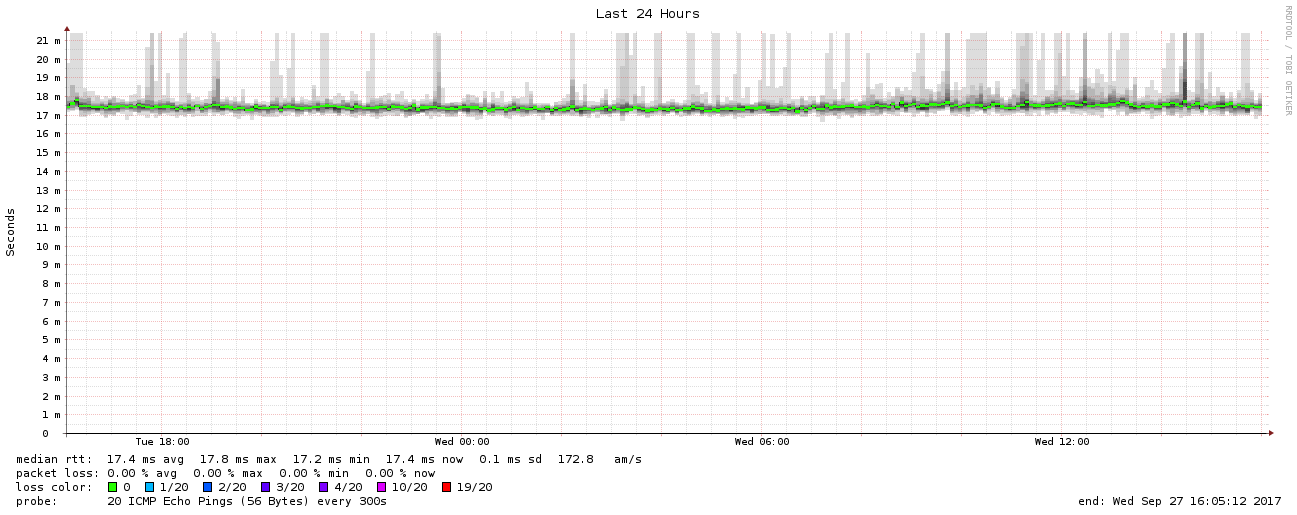 Last 24 Hours
RRDTOOL / TOBI OETIKER
Seconds
21 m
20 m
19 m
18 m
17 m
16 m
15 m
14 m
13 m
12 m
11 m
10 m
9 m
8 m
7 m
6 m
5 m
4 m
3 m
2 m
1 m
0
Tue 18:00 Wed 00:00 Wed 06:00 Wed 12:00
median rtt: 17.4 ms avg 17.8 ms max 17.2 ms min 17.4 ms now 0.1 ms sd 172.8 am/s
packet loss: 0.00 % avg 0.00 % max 0.00 % min 0.00 % now
loss color: 0 1/20 2/20 3/20 4/20 10/20 19/20
probe: 20 ICMP Echo Pings (56 Bytes) every 300s end: Wed Sep 27 16:05:12 2017